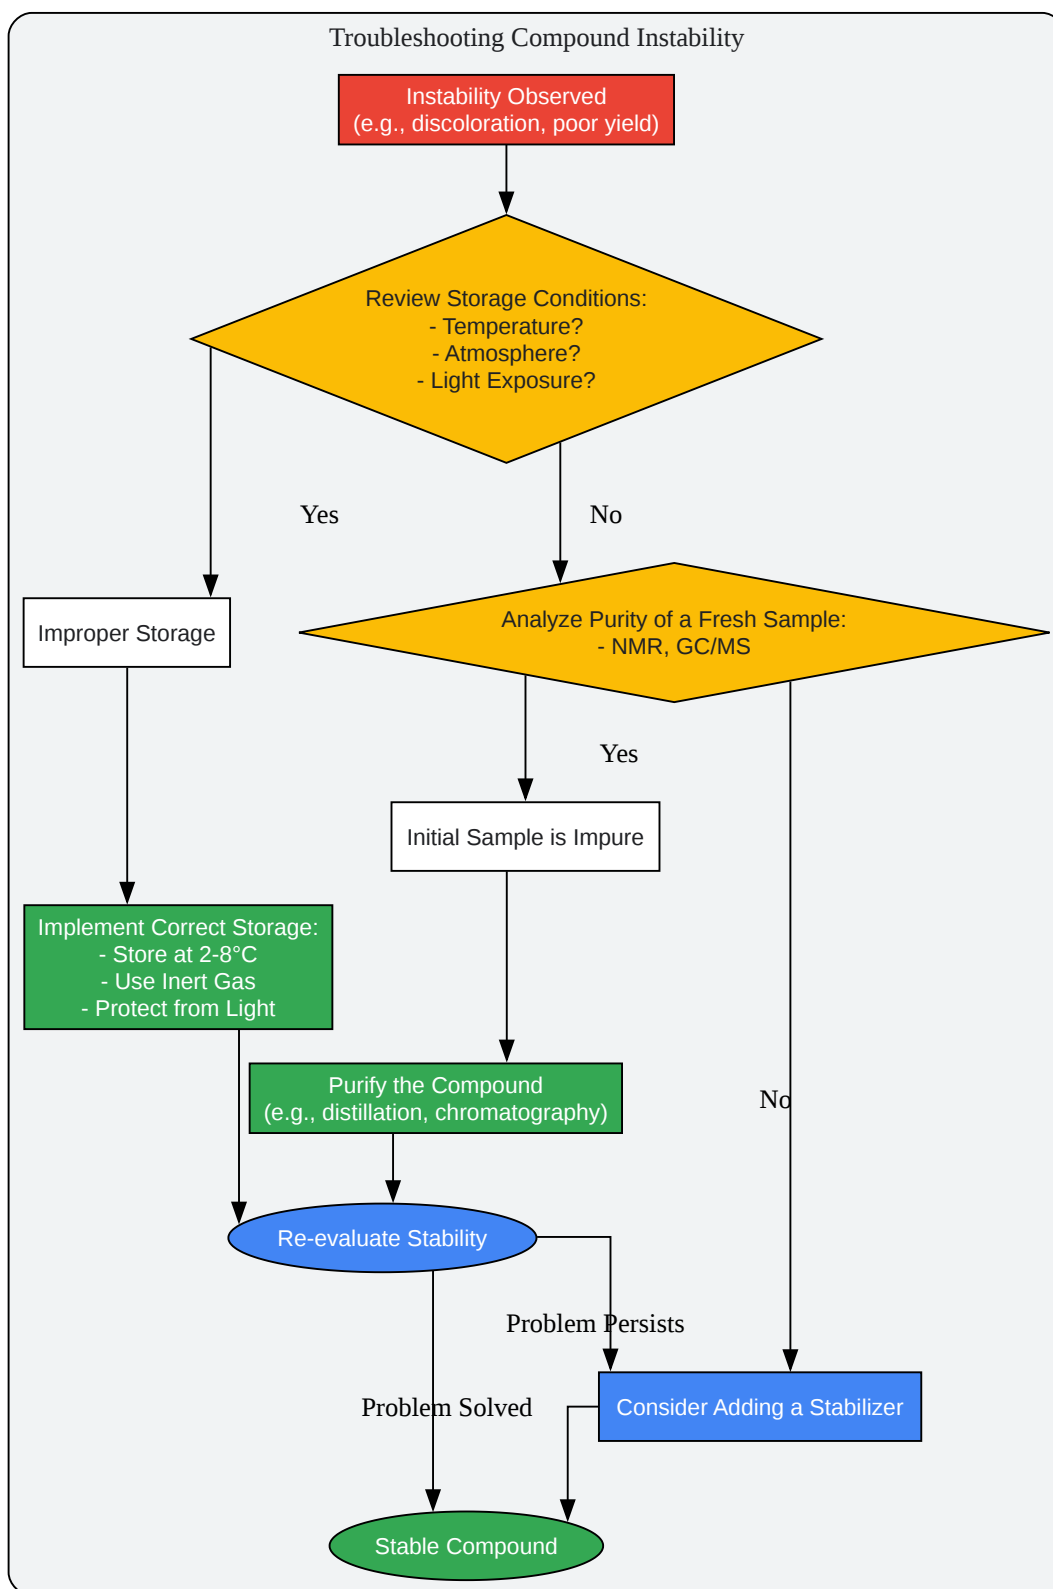 Troubleshooting Compound Instability
Instability Observed
(e.g., discoloration, poor yield)
Review Storage Conditions:
- Temperature?
- Atmosphere?
- Light Exposure?
Yes
No
Improper Storage
Analyze Purity of a Fresh Sample:
- NMR, GC/MS
Yes
Initial Sample is Impure
Implement Correct Storage:
- Store at 2-8°C
- Use Inert Gas
- Protect from Light
Purify the Compound
(e.g., distillation, chromatography)
No
Re-evaluate Stability
Problem Persists
Consider Adding a Stabilizer
Problem Solved
Stable Compound